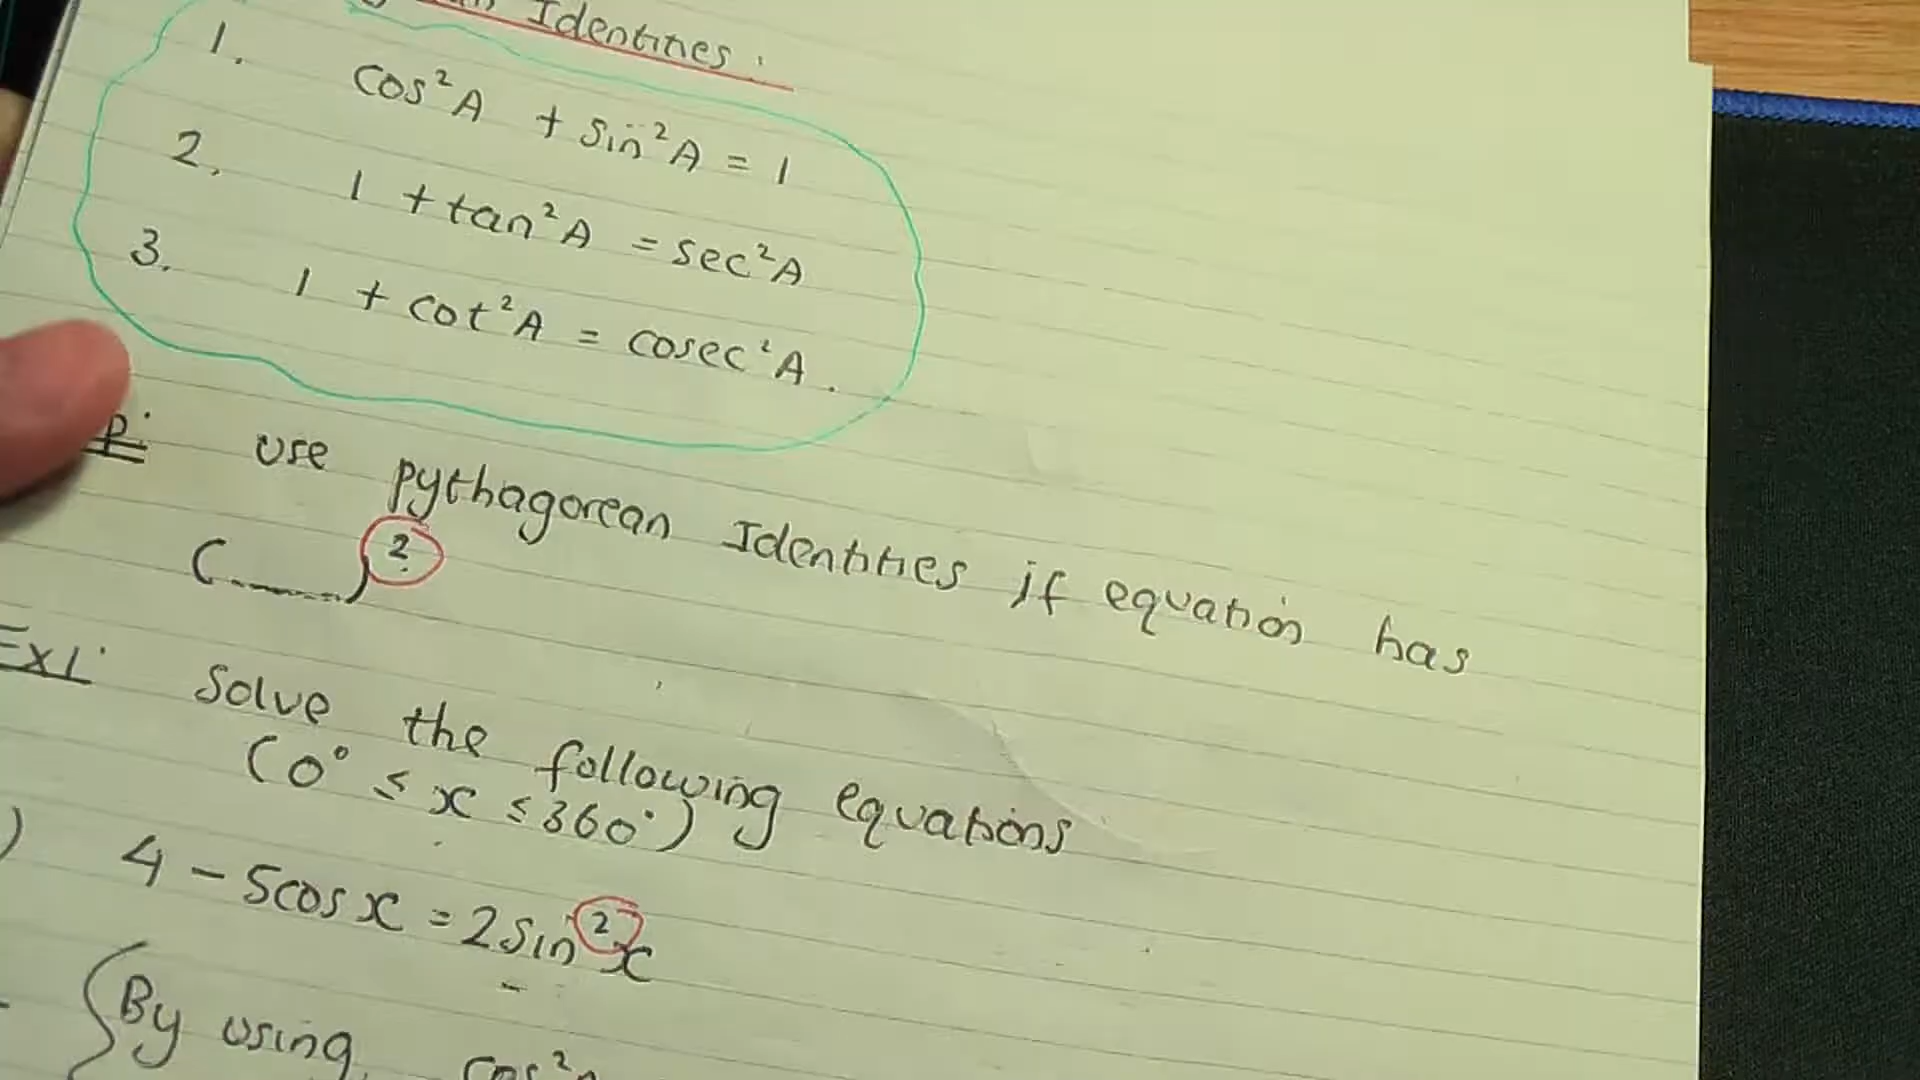 Identities.
1. cos²A + sin²A = 1
2. 1 + tan²A = sec²A
3. 1 + cot²A = cosec²A.
use pythagorean Identities if equation has
(.....)²
Ex1: Solve the following equations
(0° ≤ x ≤ 360°)
) 4 - 5cos x = 2sin²x
By using cos²